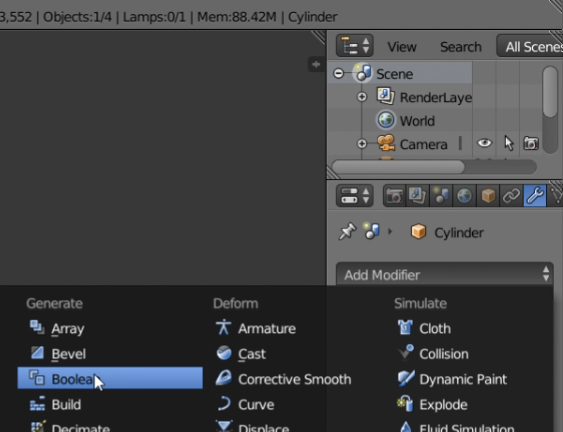 3,552 | Objects:1/4 | Lamps:0/1 | Mem:88.42M | Cylinder
View Search All Scenes
Scene
RenderLaye
World
Camera
Cylinder
Add Modifier
Generate Deform Simulate
Array Armature Cloth
Bevel Cast Collision
Boolea Corrective Smooth Dynamic Paint
Build Curve Explode
Decimate Displace Fluid Simulation